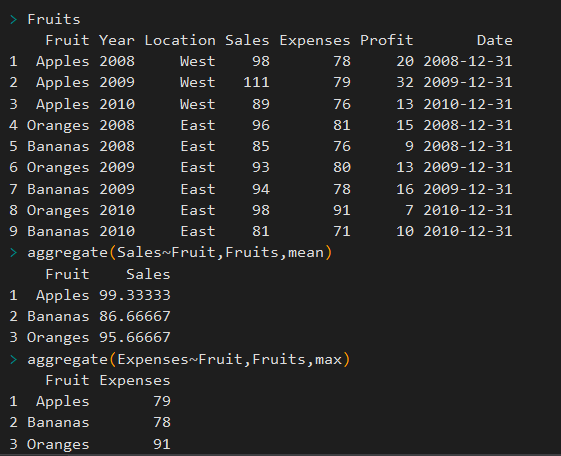 > Fruits
    Fruit Year Location Sales Expenses Profit       Date
1  Apples 2008     West    98       78     20 2008-12-31
2  Apples 2009     West   111       79     32 2009-12-31
3  Apples 2010     West    89       76     13 2010-12-31
4 Oranges 2008     East    96       81     15 2008-12-31
5 Bananas 2008     East    85       76      9 2008-12-31
6 Oranges 2009     East    93       80     13 2009-12-31
7 Bananas 2009     East    94       78     16 2009-12-31
8 Oranges 2010     East    98       91      7 2010-12-31
9 Bananas 2010     East    81       71     10 2010-12-31
> aggregate(Sales~Fruit,Fruits,mean)
    Fruit    Sales
1  Apples 99.33333
2 Bananas 86.66667
3 Oranges 95.66667
> aggregate(Expenses~Fruit,Fruits,max)
    Fruit Expenses
1  Apples       79
2 Bananas       78
3 Oranges       91